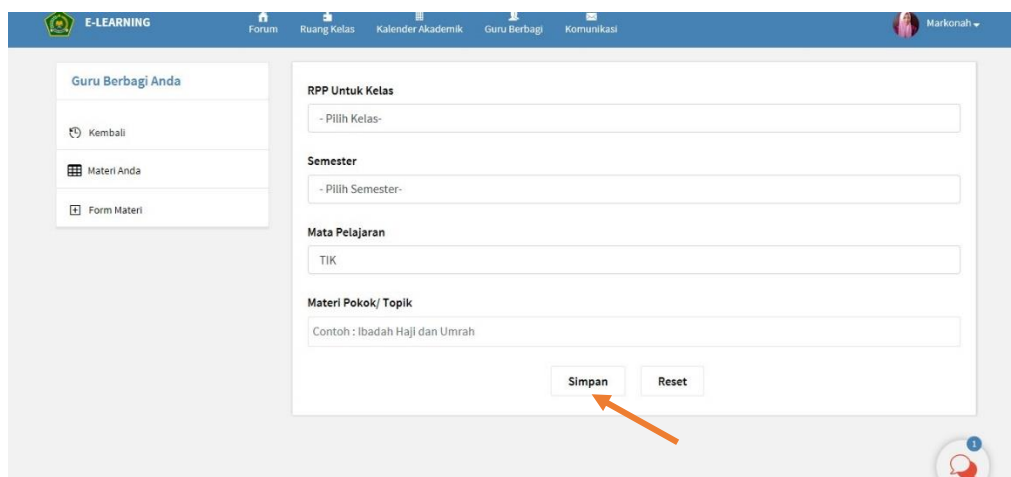 E-LEARNING
Forum Ruang Kelas Kalender Akademik Guru Berbagi Komunikasi
Markonah
Guru Berbagi Anda
Kembali
Materi Anda
Form Materi
RPP Untuk Kelas
- Pilih Kelas-
Semester
- Pilih Semester-
Mata Pelajaran
TIK
Materi Pokok/ Topik
Contoh : Ibadah Haji dan Umrah
Simpan Reset
1